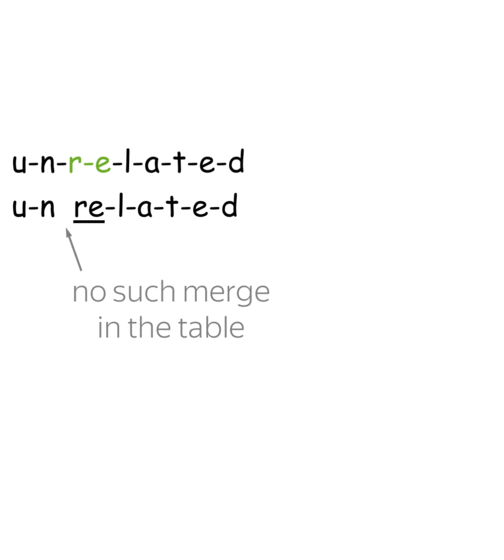 u-n-r-e-l-a-t-e-d
u-n re-l-a-t-e-d
no such merge
in the table